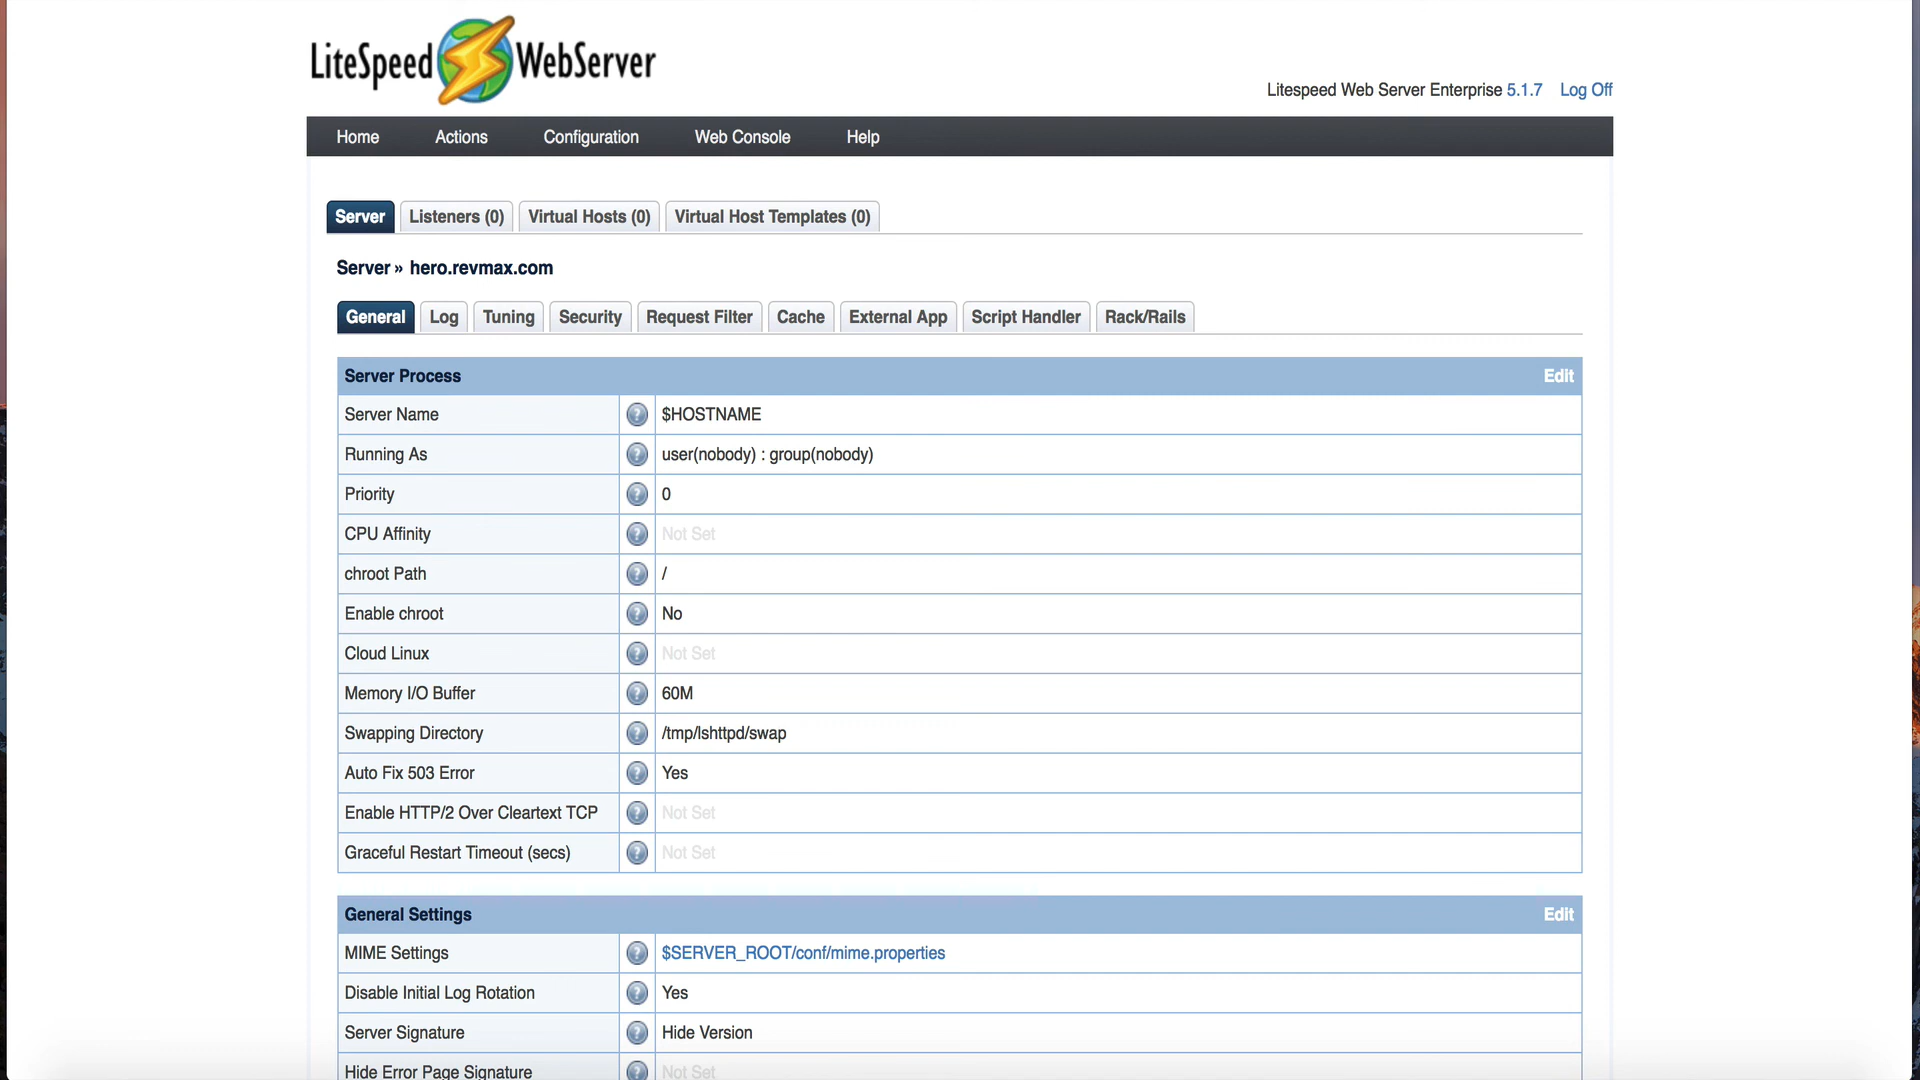 LiteSpeed WebServer
Litespeed Web Server Enterprise 5.1.7 Log Off
Home Actions Configuration Web Console Help
Server Listeners (0) Virtual Hosts (0) Virtual Host Templates (0)
Server » hero.revmax.com
General Log Tuning Security Request Filter Cache External App Script Handler Rack/Rails
Server Process Edit
Server Name ? $HOSTNAME
Running As ? user(nobody) : group(nobody)
Priority ? 0
CPU Affinity ? Not Set
chroot Path ? /
Enable chroot ? No
Cloud Linux ? Not Set
Memory I/O Buffer ? 60M
Swapping Directory ? /tmp/lshttpd/swap
Auto Fix 503 Error ? Yes
Enable HTTP/2 Over Cleartext TCP ? Not Set
Graceful Restart Timeout (secs) ? Not Set
General Settings Edit
MIME Settings ? $SERVER_ROOT/conf/mime.properties
Disable Initial Log Rotation ? Yes
Server Signature ? Hide Version
Hide Error Page Signature ? Not Set